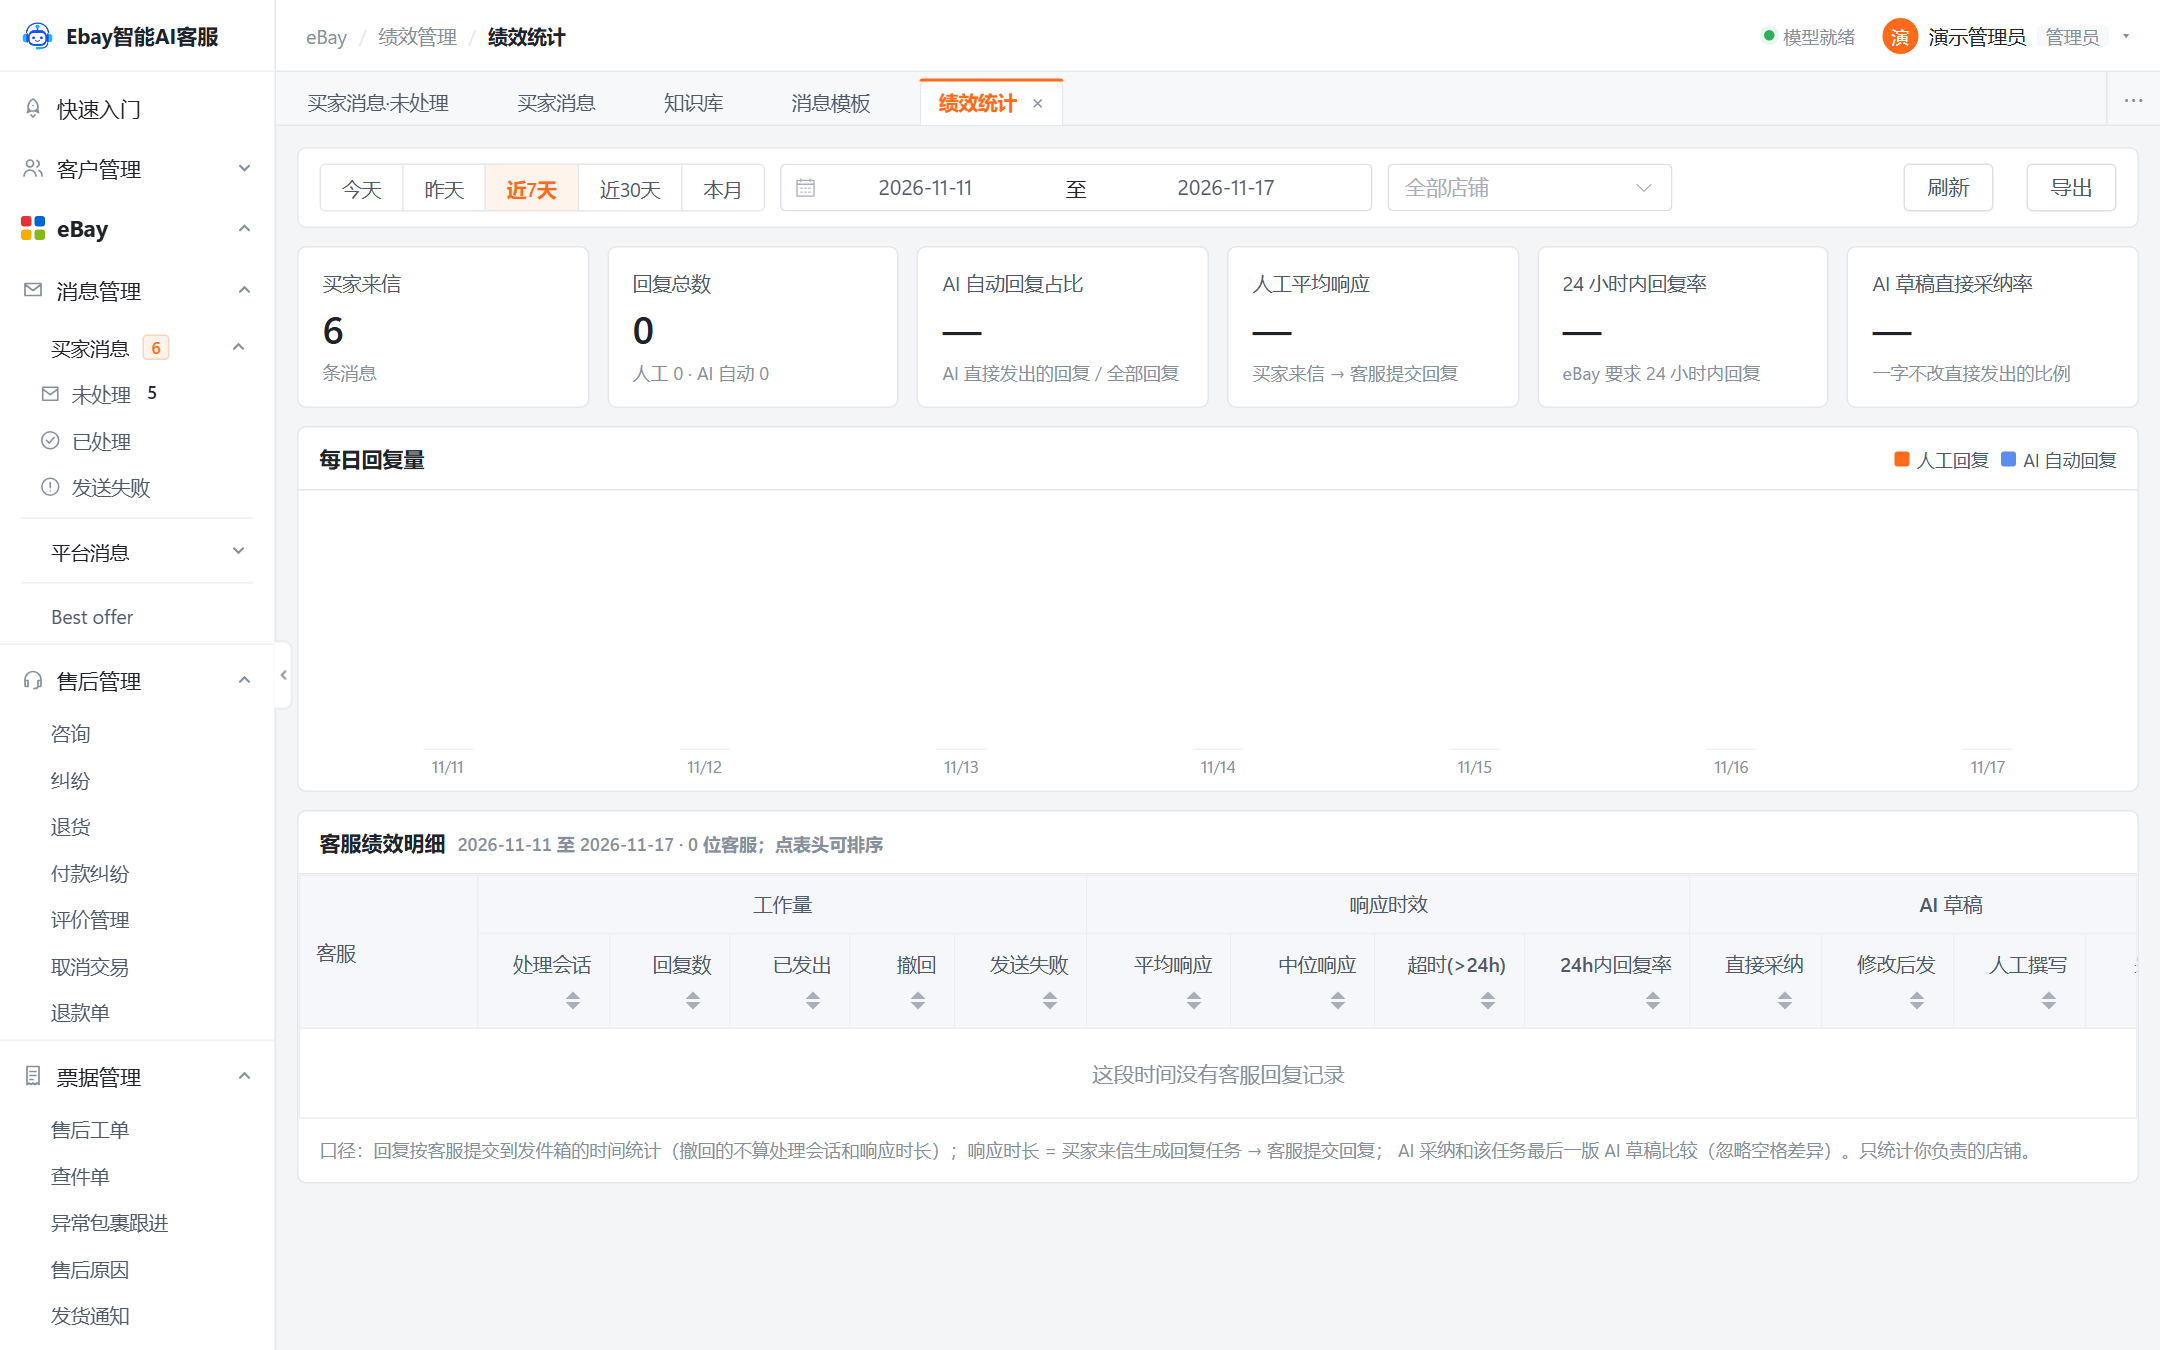 Ebay智能AI客服
eBay / 绩效管理 / 绩效统计
模型就绪
演 演示管理员 管理员
快速入门
客户管理
eBay
消息管理
买家消息 6
未处理 5
已处理
发送失败
平台消息
Best offer
售后管理
咨询
纠纷
退货
付款纠纷
评价管理
取消交易
退款单
票据管理
售后工单
查件单
异常包裹跟进
售后原因
发货通知
买家消息·未处理 买家消息 知识库 消息模板 绩效统计 ×
今天 昨天 近7天 近30天 本月 2026-11-11 至 2026-11-17 全部店铺 刷新 导出
买家来信
6
条消息
回复总数
0
人工 0 · AI 自动 0
AI 自动回复占比
—
AI 直接发出的回复 / 全部回复
人工平均响应
—
买家来信 → 客服提交回复
24 小时内回复率
—
eBay 要求 24 小时内回复
AI 草稿直接采纳率
—
一字不改直接发出的比例
每日回复量
人工回复 AI 自动回复
11/11 11/12 11/13 11/14 11/15 11/16 11/17
客服绩效明细 2026-11-11 至 2026-11-17 · 0 位客服；点表头可排序
客服 工作量 响应时效 AI 草稿
处理会话 回复数 已发出 撤回 发送失败 平均响应 中位响应 超时(>24h) 24h内回复率 直接采纳 修改后发 人工撰写
这段时间没有客服回复记录
口径：回复按客服提交到发件箱的时间统计（撤回的不算处理会话和响应时长）；响应时长 = 买家来信生成回复任务 → 客服提交回复； AI 采纳和该任务最后一版 AI 草稿比较（忽略空格差异）。只统计你负责的店铺。